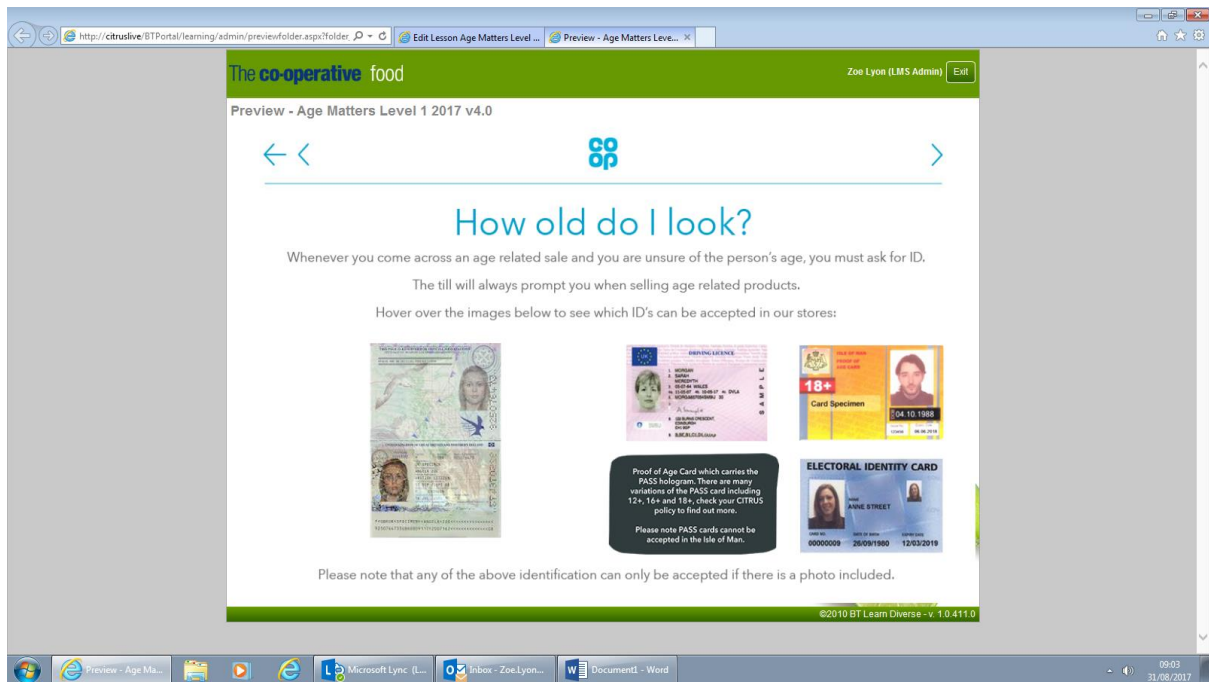 http://citruslive/BTPortal/learning/admin/previewfolder.aspx?folder
Edit Lesson Age Matters Level ...
Preview - Age Matters Leve...
The co-operative food
Zoe Lyon (LMS Admin)
Exit
Preview - Age Matters Level 1 2017 v4.0
co
op
How old do I look?
Whenever you come across an age related sale and you are unsure of the person's age, you must ask for ID.
The till will always prompt you when selling age related products.
Hover over the images below to see which ID's can be accepted in our stores:
DRIVING LICENCE
MORGAN
SARAH
MEREDYTH
SAMPLE
ISLE OF MAN
PROOF OF
AGE CARD
18+
Card Specimen
04.10.1988
Proof of Age Card which carries the
PASS hologram. There are many
variations of the PASS card including
12+, 16+ and 18+, check your CITRUS
policy to find out more.
Please note PASS cards cannot be
accepted in the Isle of Man.
ELECTORAL IDENTITY CARD
ANNE STREET
00000009 26/09/1980 12/03/2019
Please note that any of the above identification can only be accepted if there is a photo included.
©2010 BT Learn Diverse - v. 1.0.411.0
Preview - Age Ma...
Microsoft Lync (L...
Inbox - Zoe.Lyon...
Document1 - Word
09:03
31/08/2017